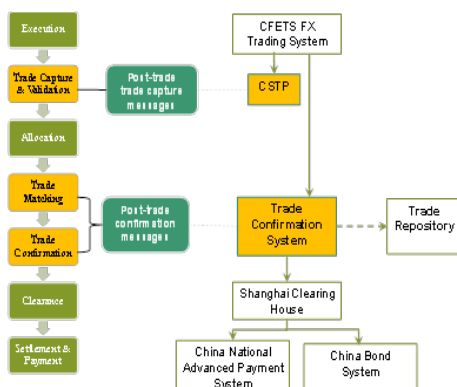 Execution
Trade Capture
& Validation
Allocation
Trade
Matching
Trade
Confirmation
Clearance
Settlement &
Payment
Post-trade
trade capture
messages
Post-trade
confirmation
messages
CFETS FX
Trading System
CSTP
Trade
Confirmation
System
Trade
Repository
Shanghai Clearing
House
China National
Advanced Payment
System
China Bond
System